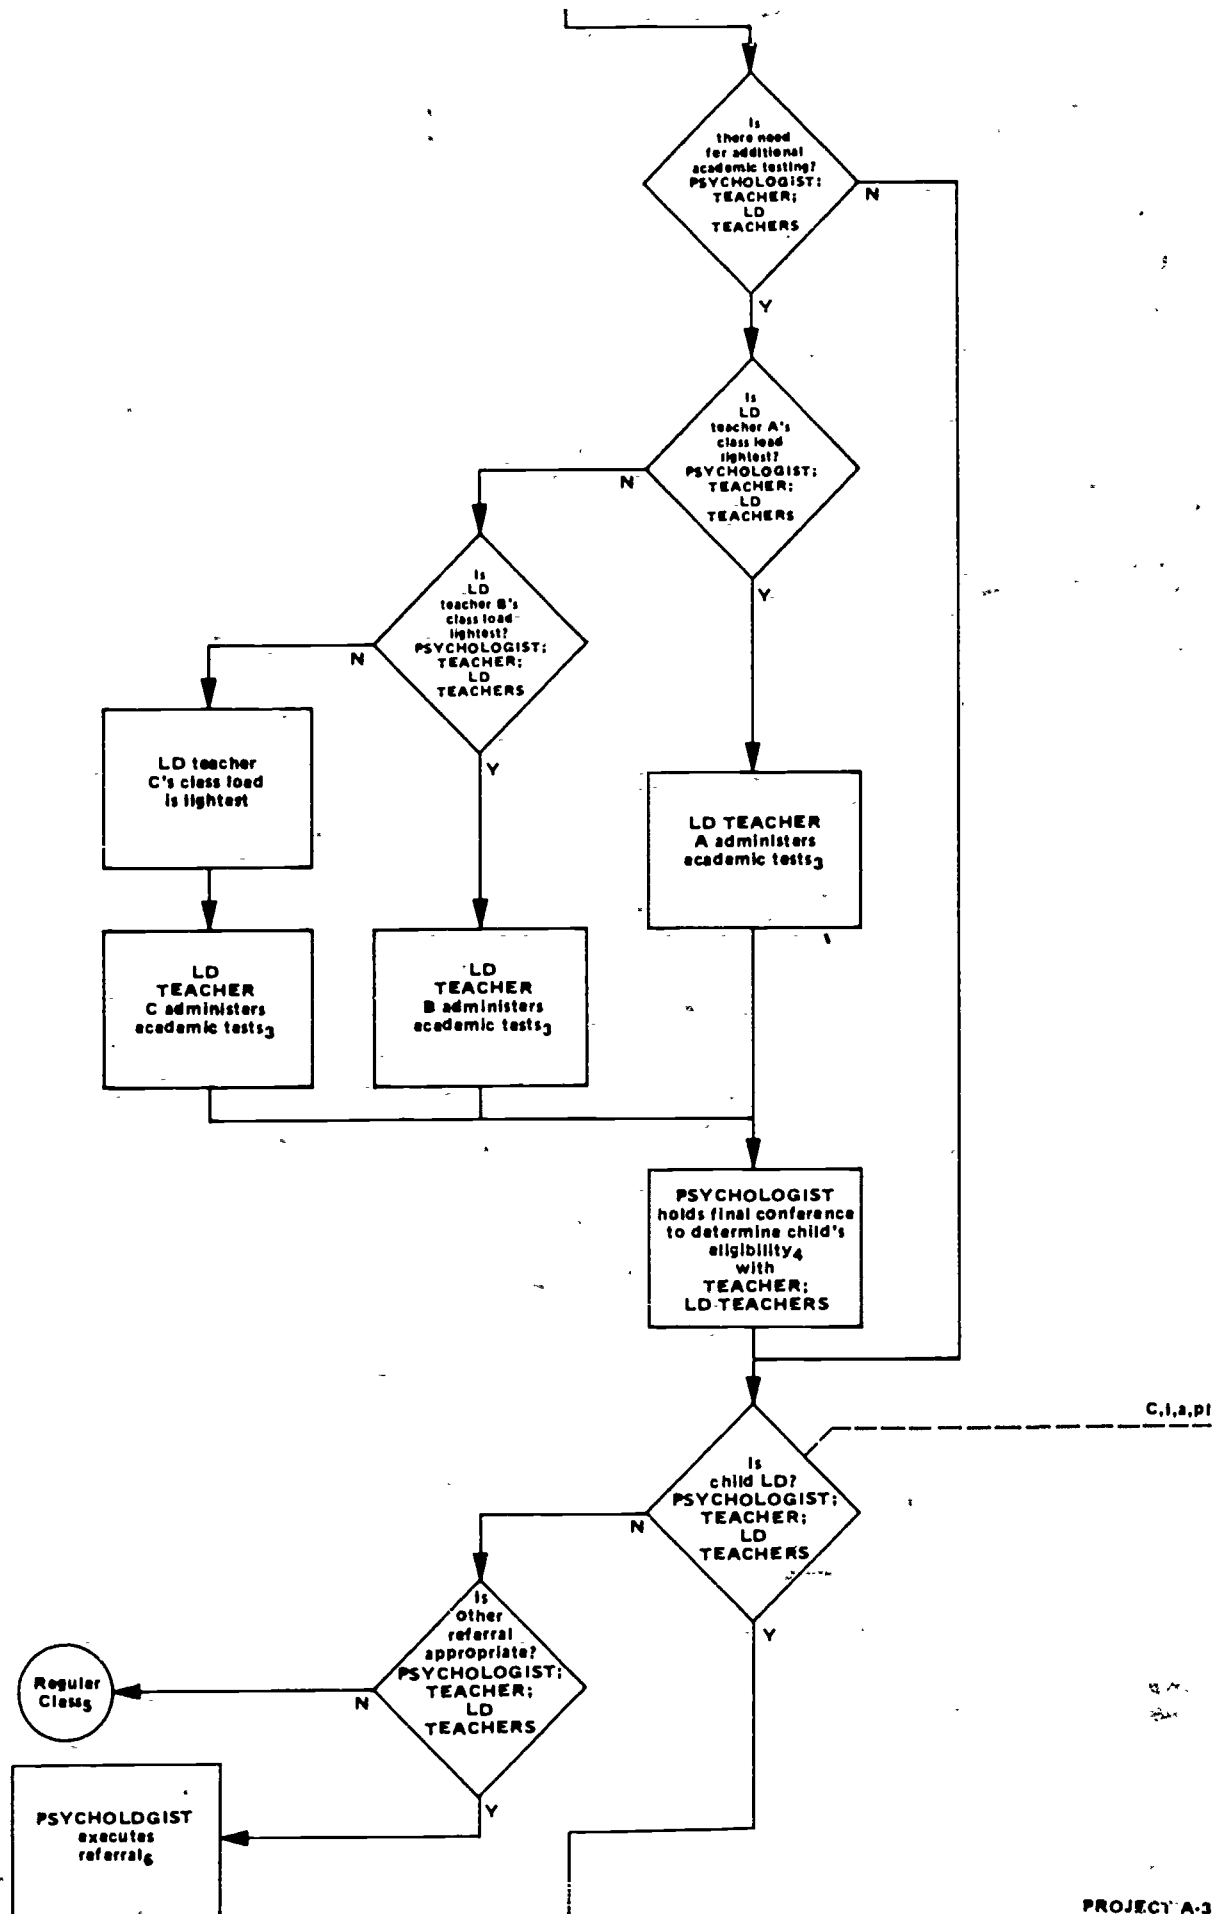 Is
there need
for additional
academic testing?
PSYCHOLOGIST;
TEACHER;
LD
TEACHERS
N
Y
Is
LD
teacher A's
class load
lightest?
PSYCHOLOGIST;
TEACHER;
LD
TEACHERS
N
Y
Is
LD
teacher B's
class load
lightest?
PSYCHOLOGIST;
TEACHER;
LD
TEACHERS
N
Y
LD teacher
C's class load
is lightest
LD TEACHER
A administers
academic tests3
LD
TEACHER
C administers
academic tests3
LD
TEACHER
B administers
academic tests3
PSYCHOLOGIST
holds final conference
to determine child's
eligibility4
with
TEACHER;
LD TEACHERS
C,i,a,pl
Is
child LD?
PSYCHOLOGIST;
TEACHER;
LD
TEACHERS
N
Y
Is
other
referral
appropriate?
PSYCHOLOGIST;
TEACHER;
LD
TEACHERS
N
Y
Regular
Class5
PSYCHOLOGIST
executes
referral6
PROJECT A-3